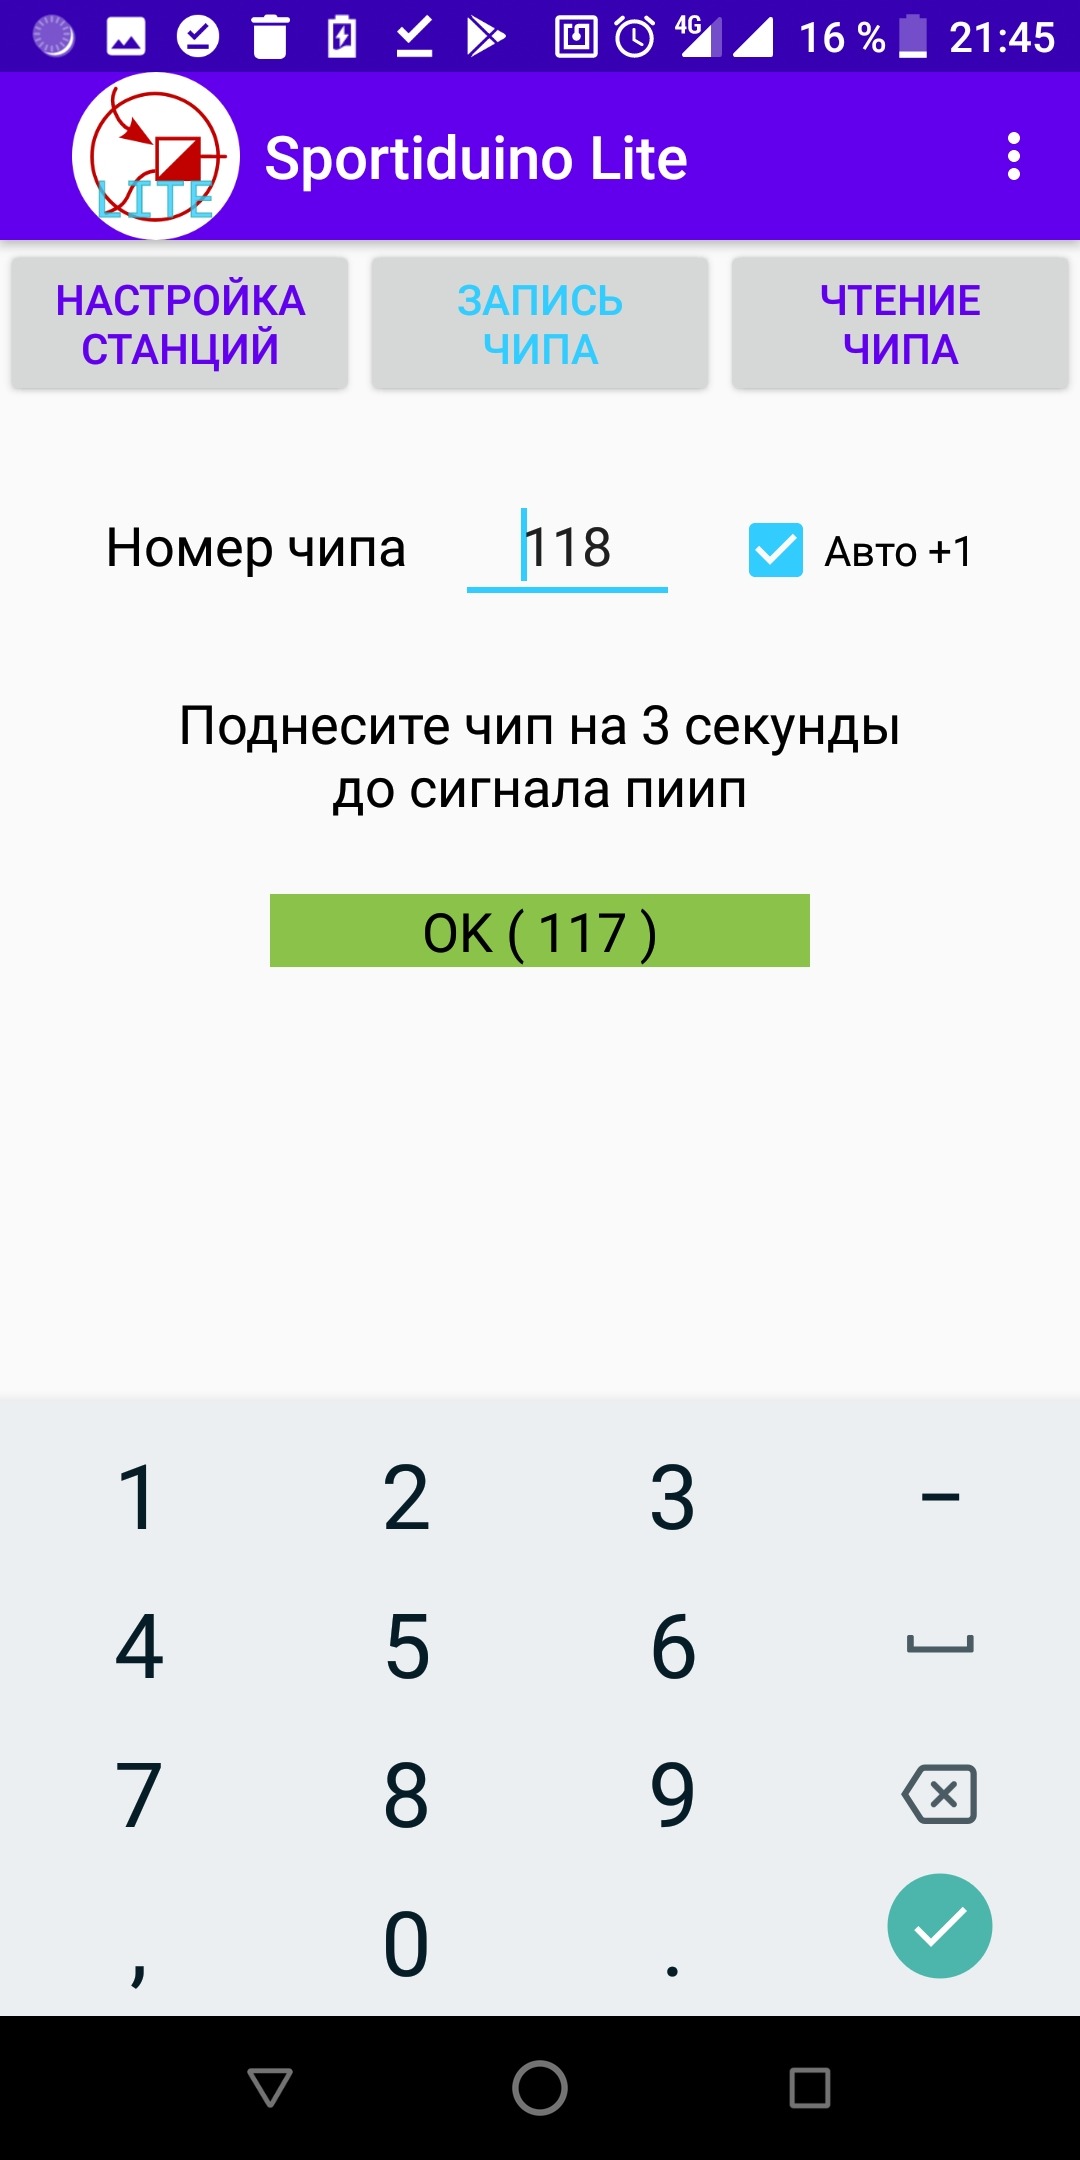 4G 16 % 21:45
LITE
Sportiduino Lite
НАСТРОЙКА СТАНЦИЙ
ЗАПИСЬ ЧИПА
ЧТЕНИЕ ЧИПА
Номер чипа 118 Авто +1
Поднесите чип на 3 секунды
до сигнала пиип
OK ( 117 )
1 2 3 –
4 5 6
7 8 9
, 0 .